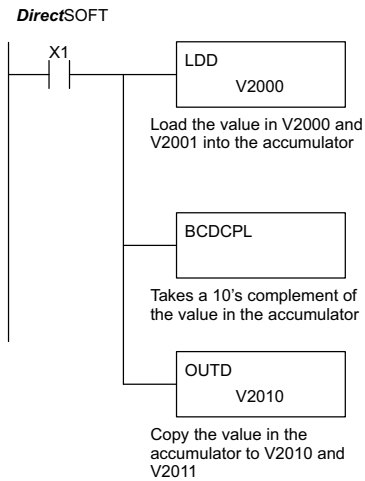 DirectSOFT
X1
LDD
V2000
Load the value in V2000 and
V2001 into the accumulator
BCDCPL
Takes a 10's complement of
the value in the accumulator
OUTD
V2010
Copy the value in the
accumulator to V2010 and
V2011